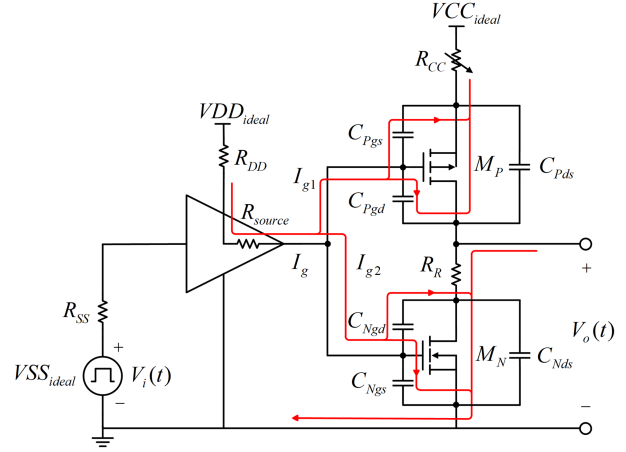 VCC_ideal
R_CC
VDD_ideal
C_Pgs
R_DD
M_P
C_Pds
I_g1
C_Pgd
R_source
I_g
I_g2
R_R
+
R_SS
C_Ngd
+
M_N
C_Nds
V_o(t)
VSS_ideal
V_i(t)
C_Ngs
−
−